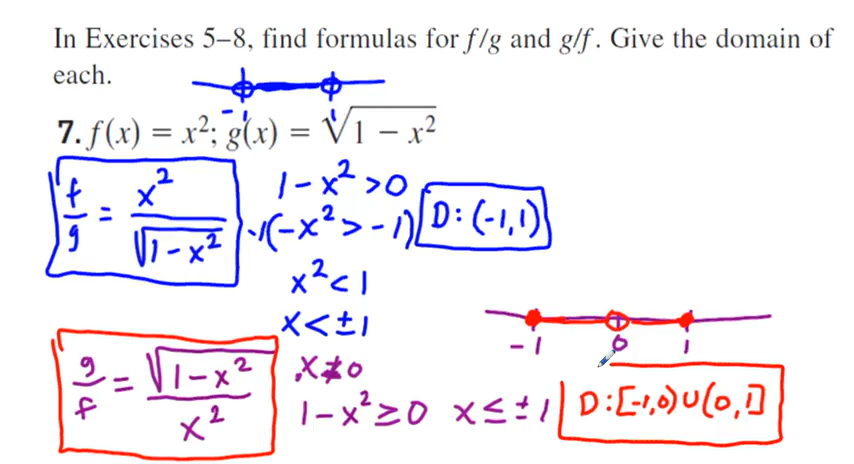 In Exercises 5–8, find formulas for f/g and g/f. Give the domain of
each.
-1 1
7. f(x) = x²; g(x) = √(1 − x²)
f/g = x²/√(1-x²)
1-x² > 0
-1(-x² > -1)
x² < 1
x < ±1
D: (-1,1)
-1 0 1
g/f = √(1-x²)/x²
x ≠ 0
1-x² ≥ 0 x ≤ ±1
D: [-1,0) ∪ (0,1]